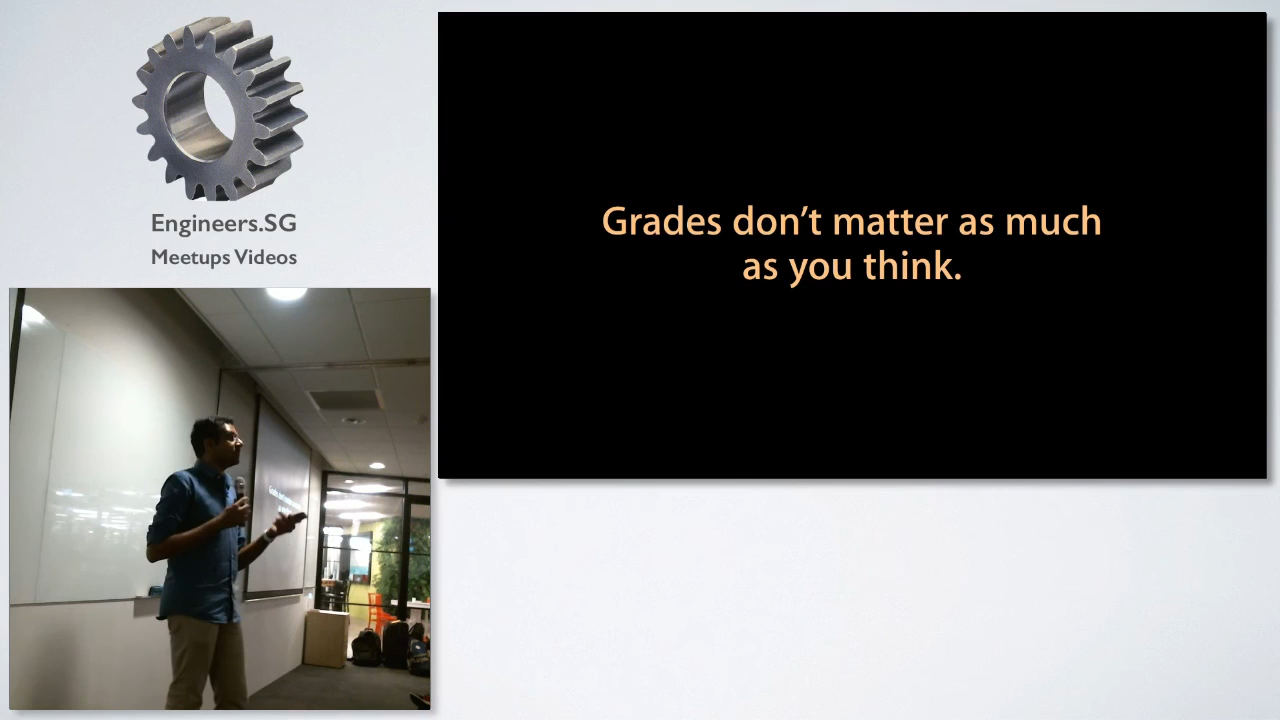 Engineers.SG
Meetups Videos
Grades don't matter as much
as you think.